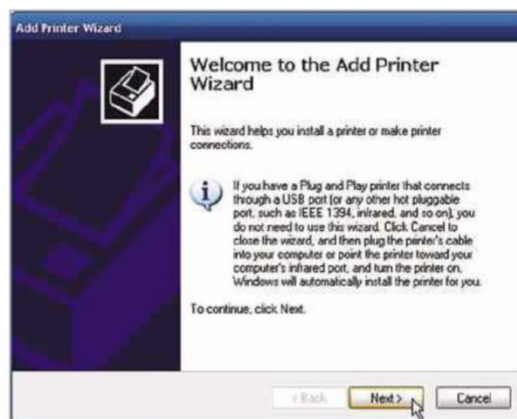 Add Printer Wizard
Welcome to the Add Printer
Wizard
This wizard helps you install a printer or make printer
connections.
If you have a Plug and Play printer that connects
through a USB port (or any other hot pluggable
port, such as IEEE 1394, infrared, and so on), you
do not need to use this wizard. Click Cancel to
close the wizard, and then plug the printer's cable
into your computer or point the printer toward your
computer's infrared port, and turn the printer on.
Windows will automatically install the printer for you.
To continue, click Next.
< Back Next > Cancel